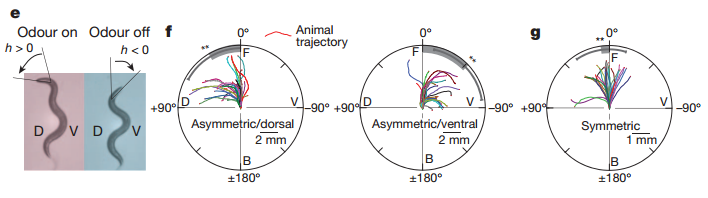 e
Odour on
Odour off
h > 0
h < 0
D
V
D
V
f
Animal
trajectory
0°
**
F
+90°
D
V
–90°
Asymmetric/dorsal
2 mm
B
±180°
0°
F
**
+90°
D
V
–90°
Asymmetric/ventral
2 mm
B
±180°
g
0°
**
F
+90°
V
–90°
Symmetric
1 mm
B
±180°